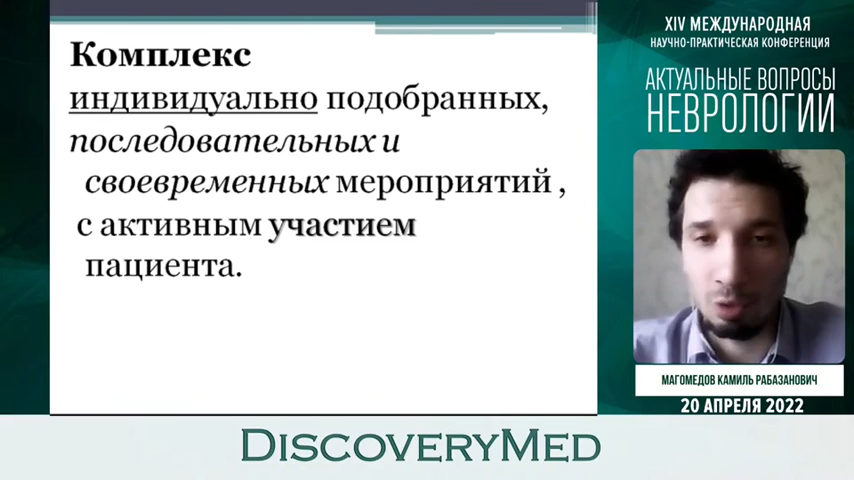 Комплекс
индивидуально подобранных,
последовательных и
своевременных мероприятий ,
с активным участием
пациента.
XIV МЕЖДУНАРОДНАЯ
НАУЧНО-ПРАКТИЧЕСКАЯ КОНФЕРЕНЦИЯ
АКТУАЛЬНЫЕ ВОПРОСЫ
НЕВРОЛОГИИ
МАГОМЕДОВ КАМИЛЬ РАБАЗАНОВИЧ
20 АПРЕЛЯ 2022
DISCOVERYMED